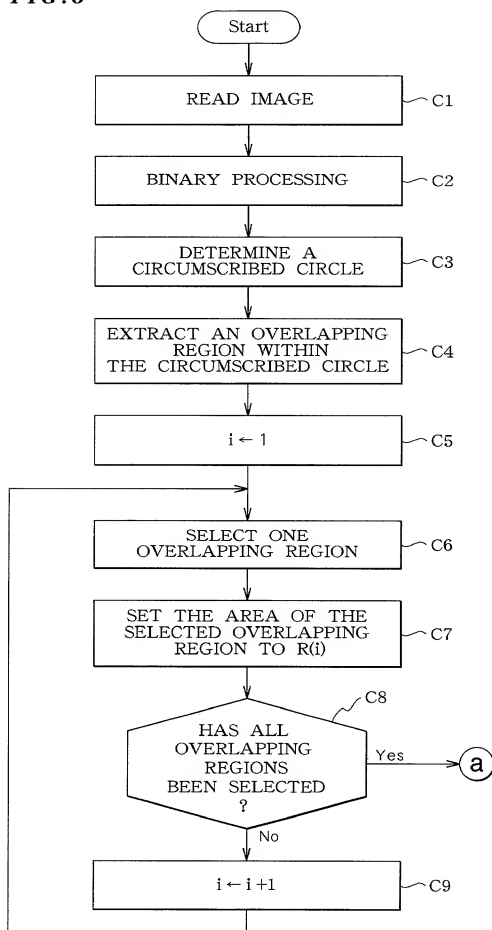 Start
READ IMAGE
C1
BINARY PROCESSING
C2
DETERMINE A
CIRCUMSCRIBED CIRCLE
C3
EXTRACT AN OVERLAPPING
REGION WITHIN
THE CIRCUMSCRIBED CIRCLE
C4
i ← 1
C5
SELECT ONE
OVERLAPPING REGION
C6
SET THE AREA OF THE
SELECTED OVERLAPPING
REGION TO R(i)
C7
C8
HAS ALL
OVERLAPPING
REGIONS
BEEN SELECTED
?
Yes
a
No
i ← i +1
C9